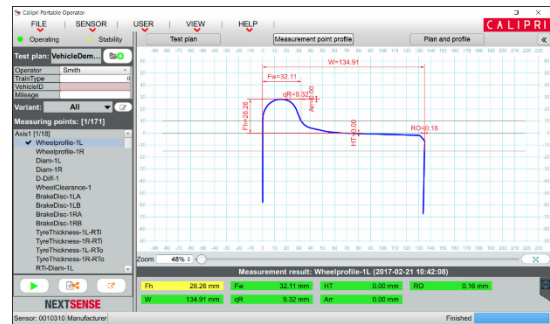 Calipri Portable Operator
FILE SENSOR USER VIEW HELP
CALIPRI
Operating Stability
Test plan Measurement point profile Plan and profile
Test plan: VehicleDem...
Operator Smith
TrainType 0
VehicleID
Mileage
Variant: All
Measuring points: [1/171]
Axis1 [1/18]
Wheelprofile-1L
Wheelprofile-1R
Diam-1L
Diam-1R
D-Diff-1
WheelClearance-1
BrakeDisc-1LA
BrakeDisc-1LB
BrakeDisc-1RA
BrakeDisc-1RB
TyreThickness-1L-RTi
TyreThickness-1R-RTi
TyreThickness-1L-RTo
TyreThickness-1R-RTo
RTi-Diam-1L
W=134.91
Fw=32.11
qR=9.32
Arr=0.00
Fh=28.26
HT=0.00
RO=0.16
Zoom 48%
Measurement result: Wheelprofile-1L (2017-02-21 10:42:08)
Fh 28.26 mm Fw 32.11 mm HT 0.00 mm RO 0.16 mm
W 134.91 mm qR 9.32 mm Arr 0.00 mm
NEXTSENSE
Sensor: 0010310 Manufacturer
Finished